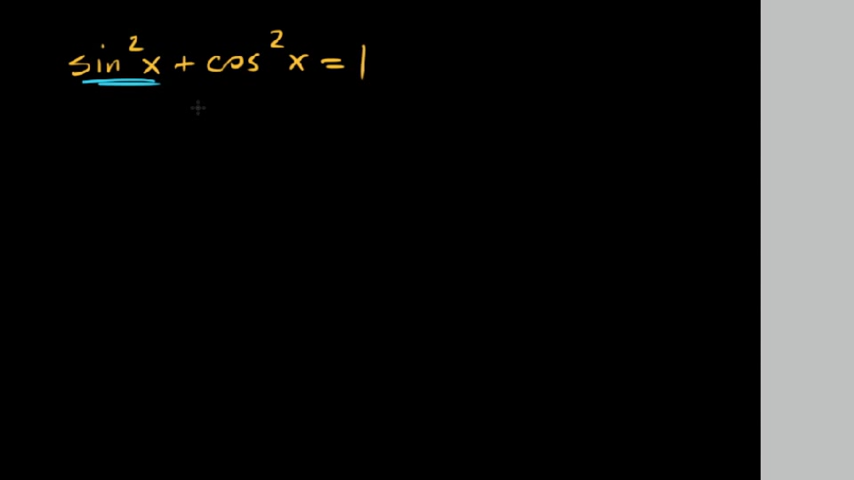 sin²x + cos²x = 1